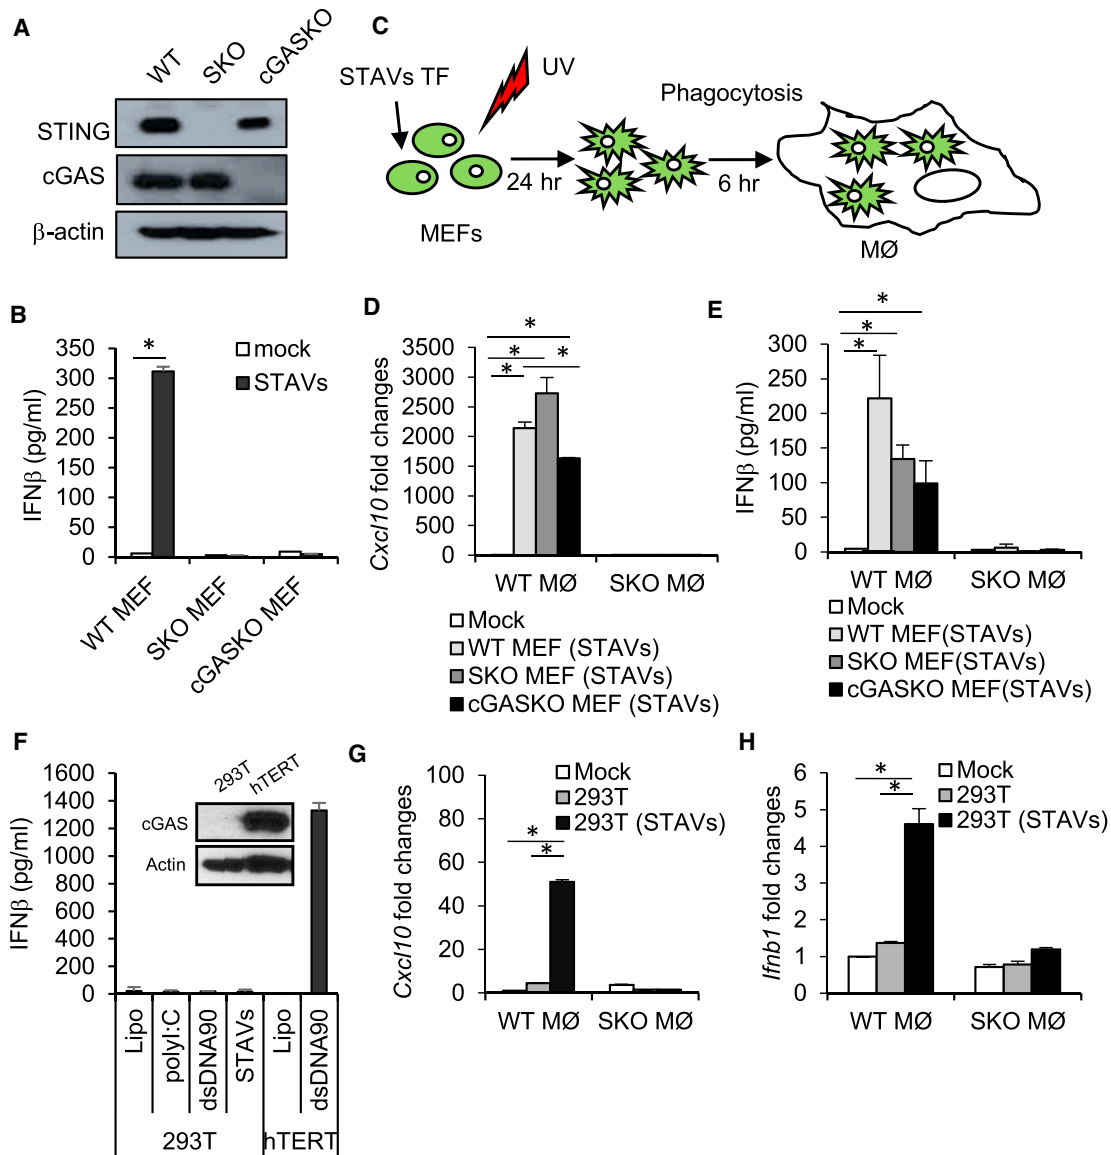 A
WT
SKO
cGASKO
STING
cGAS
β-actin
C
STAVs TF
UV
Phagocytosis
24 hr
6 hr
MEFs
MØ
B
350
300
250
200
150
100
50
0
IFNβ (pg/ml)
*
mock
STAVs
WT MEF
SKO MEF
cGASKO MEF
D
3500
3000
2500
2000
1500
1000
500
0
Cxcl10 fold changes
*
* *
*
WT MØ SKO MØ
Mock
WT MEF (STAVs)
SKO MEF (STAVs)
cGASKO MEF (STAVs)
E
300
250
200
150
100
50
0
IFNβ (pg/ml)
*
*
*
WT MØ SKO MØ
Mock
WT MEF(STAVs)
SKO MEF(STAVs)
cGASKO MEF(STAVs)
F
1600
1400
1200
1000
800
600
400
200
0
IFNβ (pg/ml)
293T
hTERT
cGAS
Actin
Lipo
polyI:C
dsDNA90
STAVs
Lipo
dsDNA90
293T hTERT
G
100
80
60
40
20
0
Cxcl10 fold changes
Mock
293T
293T (STAVs)
*
*
WT MØ SKO MØ
H
6
5
4
3
2
1
0
Ifnb1 fold changes
Mock
293T
293T (STAVs)
*
*
WT MØ SKO MØ